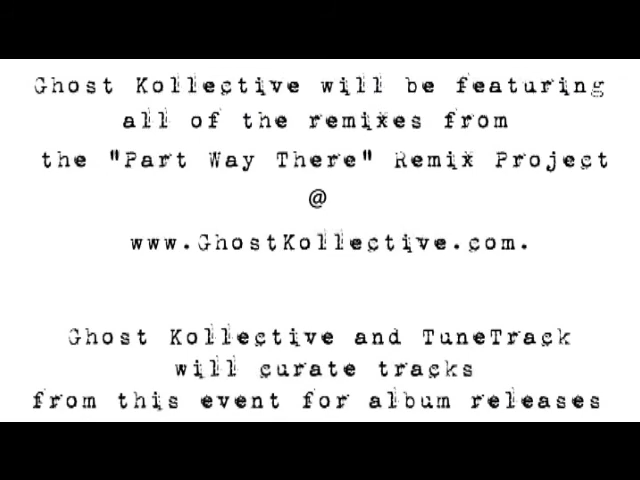 Ghost Kollective will be featuring
all of the remixes from
the "Part Way There" Remix Project
@
www.GhostKollective.com.
Ghost Kollective and TuneTrack
will curate tracks
from this event for album releases